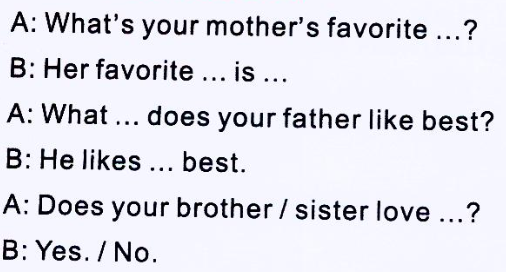 A: What's your mother's favorite ...?
B: Her favorite ... is ...
A: What ... does your father like best?
B: He likes ... best.
A: Does your brother / sister love ...?
B: Yes. / No.